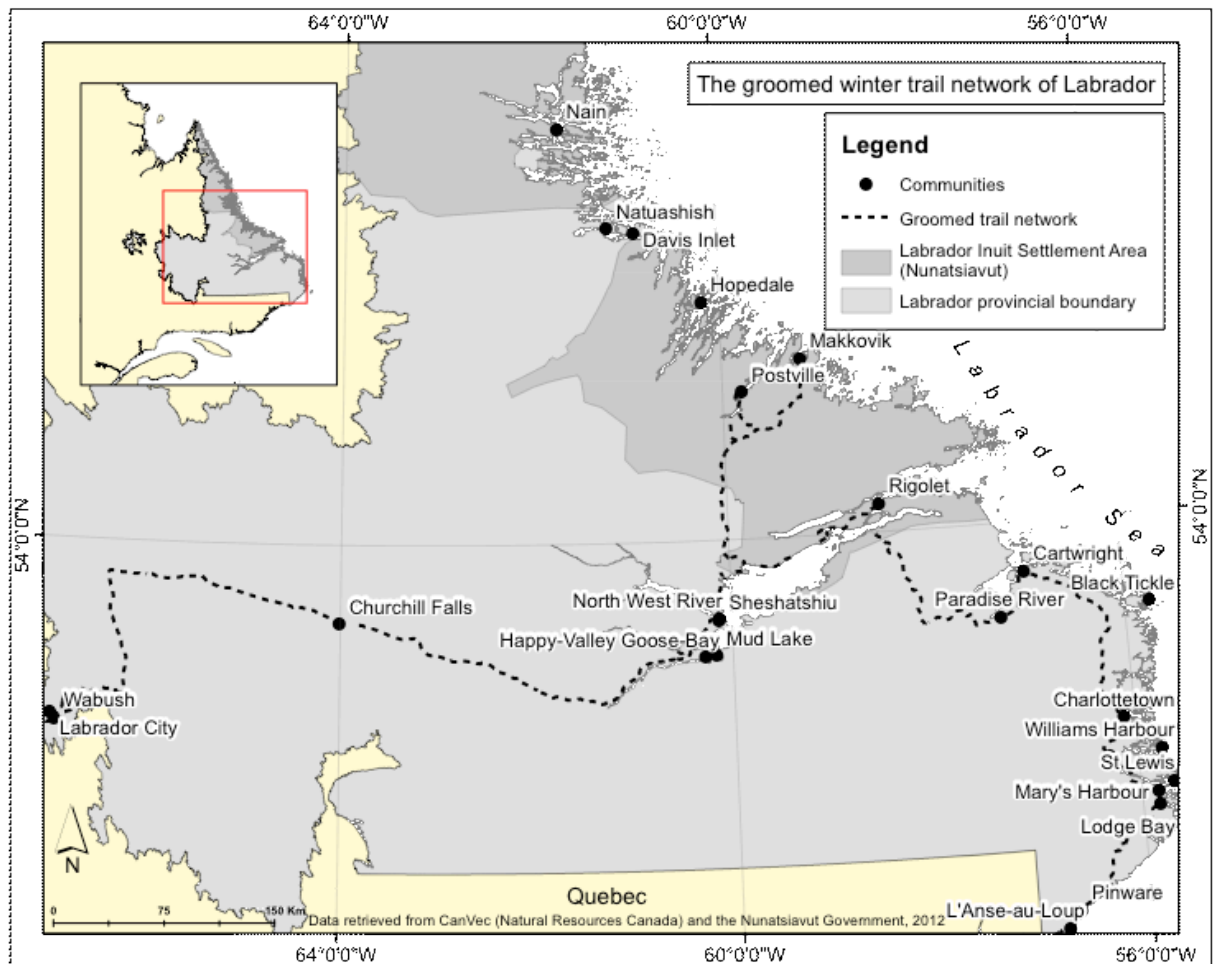 64°0'0"W
60°0'0"W
56°0'0"W
The groomed winter trail network of Labrador
Legend
Communities
Groomed trail network
Labrador Inuit Settlement Area
(Nunatsiavut)
Labrador provincial boundary
Nain
Natuashish
Davis Inlet
Hopedale
Makkovik
Postville
Labrador Sea
Rigolet
54°0'0"N
54°0'0"N
Cartwright
Black Tickle
Paradise River
North West River
Sheshatshiu
Churchill Falls
Happy-Valley Goose-Bay
Mud Lake
Wabush
Labrador City
Charlottetown
Williams Harbour
St Lewis
Mary's Harbour
Lodge Bay
N
Pinware
Quebec
L'Anse-au-Loup
0
75
150 Km
Data retrieved from CanVec (Natural Resources Canada) and the Nunatsiavut Government, 2012
64°0'0"W
60°0'0"W
56°0'0"W